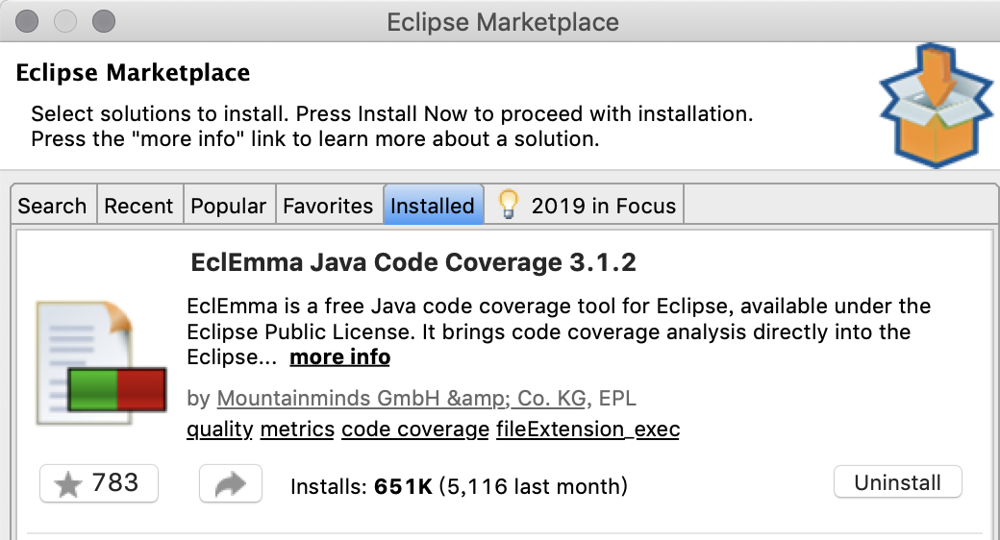 Eclipse Marketplace
Eclipse Marketplace
Select solutions to install. Press Install Now to proceed with installation.
Press the "more info" link to learn more about a solution.
Search Recent Popular Favorites Installed 2019 in Focus
EclEmma Java Code Coverage 3.1.2
EclEmma is a free Java code coverage tool for Eclipse, available under the
Eclipse Public License. It brings code coverage analysis directly into the
Eclipse... more info
by Mountainminds GmbH &amp; Co. KG, EPL
quality metrics code coverage fileExtension_exec
783 Installs: 651K (5,116 last month) Uninstall